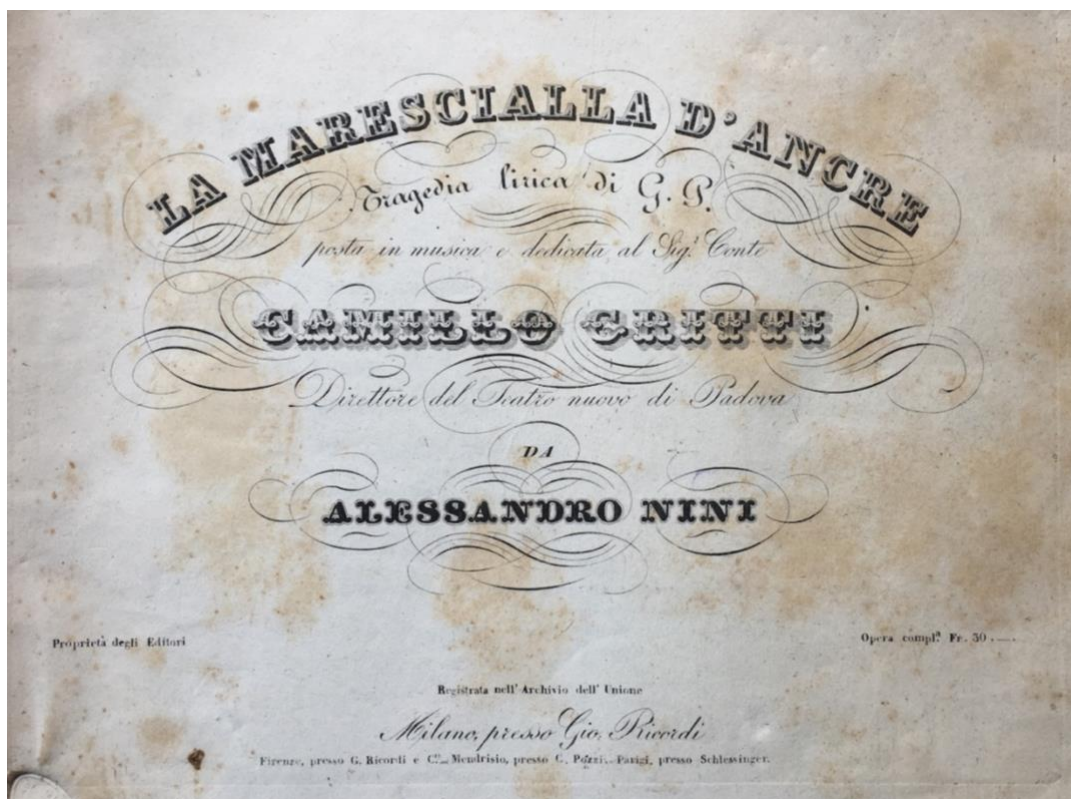 LA MARESCIALLA D'ANCRE
Tragedia lirica di G. P.
posta in musica e dedicata al Sig.r Conte
CAMILLO GRITTI
Direttore del Teatro nuovo di Padova
DA
ALESSANDRO NINI
Proprietà degli Editori
Opera compl.a Fr. 30.—.
Registrata nell' Archivio dell' Unione
Milano, presso Gio. Ricordi
Firenze, presso G. Ricordi e C.o – Mendrisio, presso C. Pozzi. – Parigi, presso Schlessinger.